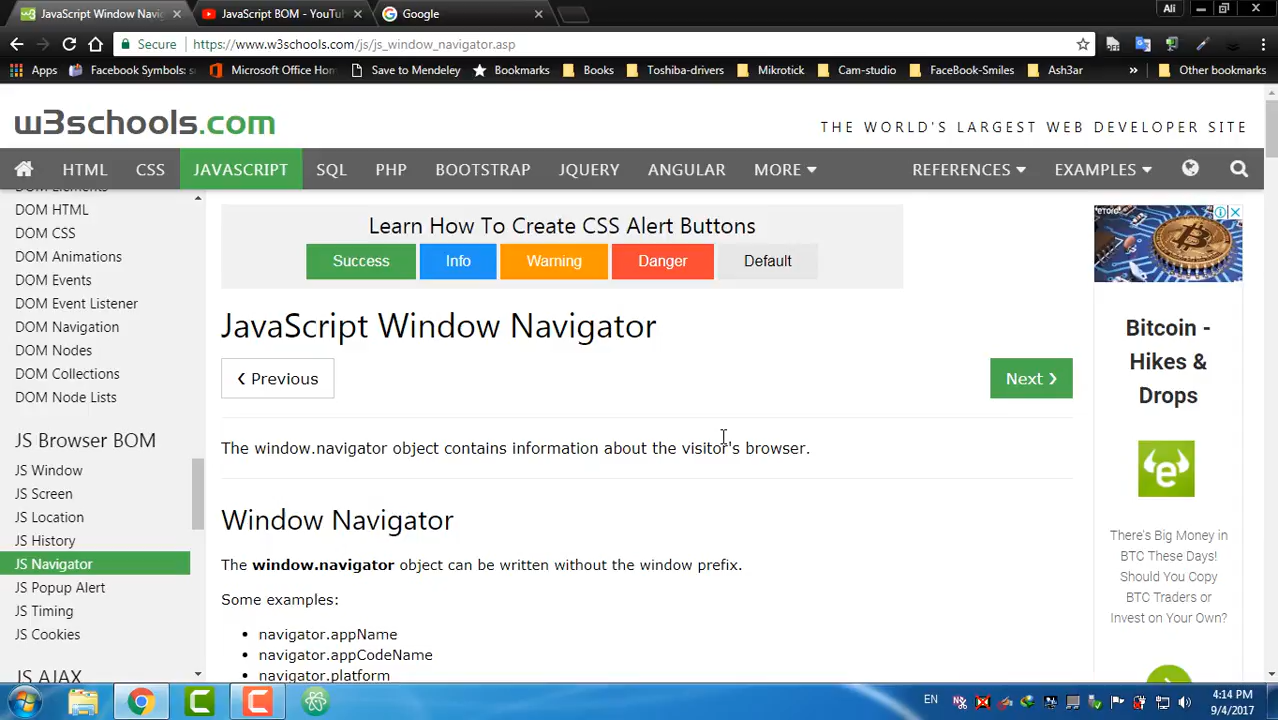 JavaScript Window Navig
JavaScript BOM - YouTu
Google
Ali
Secure
https://www.w3schools.com/js/js_window_navigator.asp
Apps
Facebook Symbols: s
Microsoft Office Hom
Save to Mendeley
Bookmarks
Books
Toshiba-drivers
Mikrotick
Cam-studio
FaceBook-Smiles
Ash3ar
»
Other bookmarks
w3schools.com
THE WORLD'S LARGEST WEB DEVELOPER SITE
HTML
CSS
JAVASCRIPT
SQL
PHP
BOOTSTRAP
JQUERY
ANGULAR
MORE
REFERENCES
EXAMPLES
DOM Elements
DOM HTML
DOM CSS
DOM Animations
DOM Events
DOM Event Listener
DOM Navigation
DOM Nodes
DOM Collections
DOM Node Lists
JS Browser BOM
JS Window
JS Screen
JS Location
JS History
JS Navigator
JS Popup Alert
JS Timing
JS Cookies
JS AJAX
Learn How To Create CSS Alert Buttons
Success
Info
Warning
Danger
Default
JavaScript Window Navigator
❮ Previous
Next ❯
The window.navigator object contains information about the visitor's browser.
Window Navigator
The window.navigator object can be written without the window prefix.
Some examples:
• navigator.appName
• navigator.appCodeName
• navigator.platform
eToro
Bitcoin -
Hikes &
Drops
There's Big Money in
BTC These Days!
Should You Copy
BTC Traders or
Invest on Your Own?
EN
4:14 PM
9/4/2017